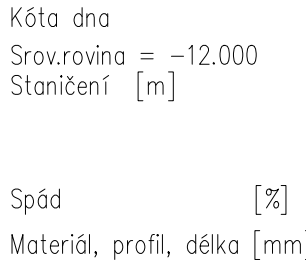 Kóta dna
Srov.rovina = -12.000
Staničení [m]
Spád [%]
Materiál, profil, délka [mm]